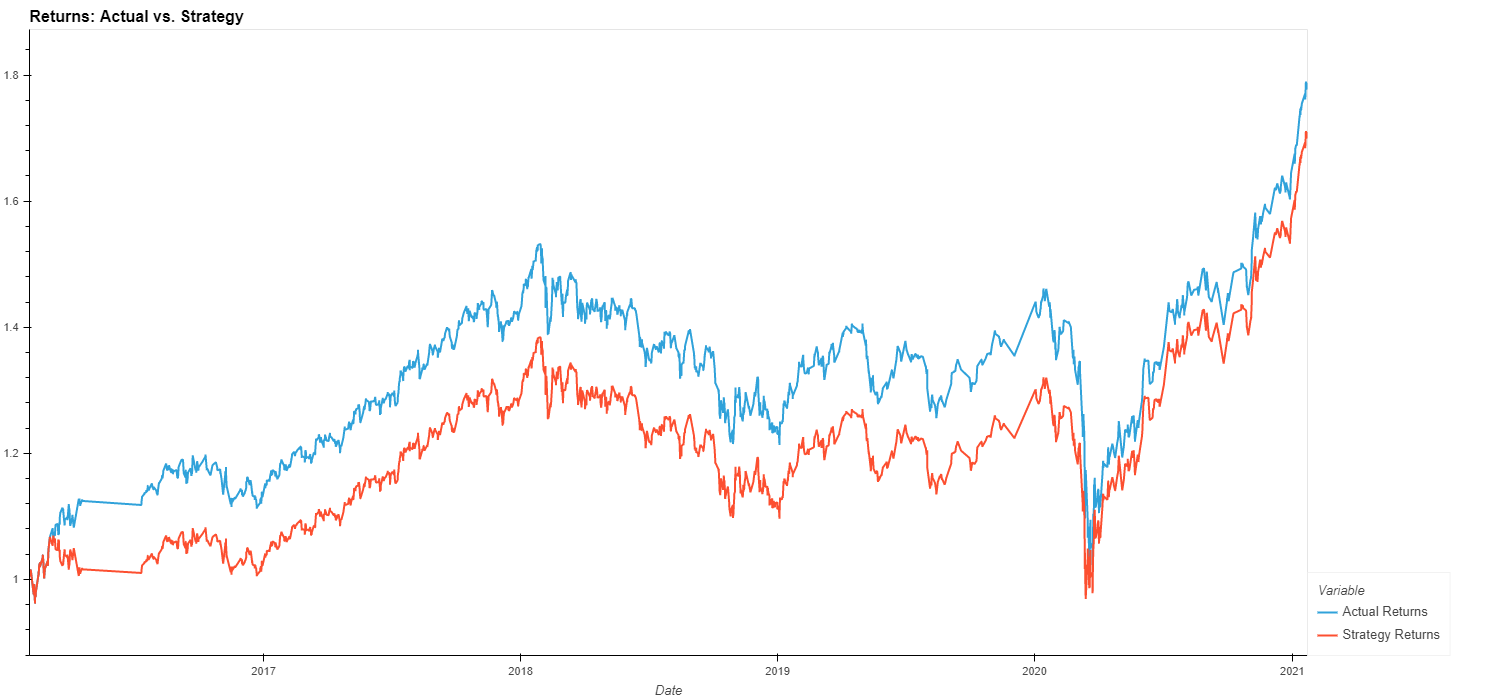 Returns: Actual vs. Strategy
1.8
1.6
1.4
1.2
1
2017
2018
2019
2020
2021
Date
Variable
Actual Returns
Strategy Returns